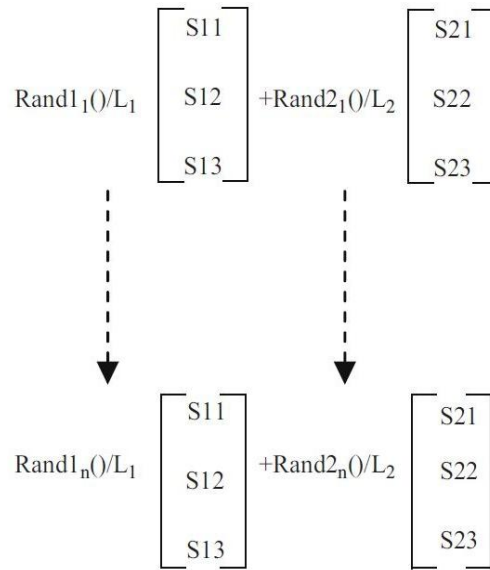 S11 S21
Rand1₁()/L₁ S12 +Rand2₁()/L₂ S22
S13 S23
S11 S21
Rand1ₙ()/L₁ S12 +Rand2ₙ()/L₂ S22
S13 S23